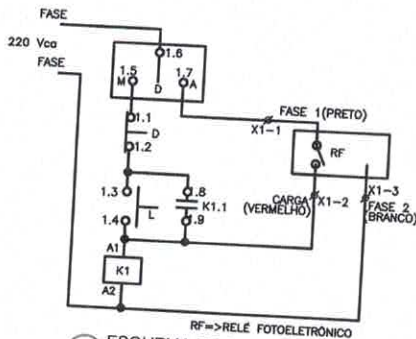 FASE
220 Vca
FASE
1.6
1.5
1.7
M
D
A
1.1
D
1.2
FASE 1(PRETO)
X1-1
RF
1.3
1.8
L
K1.1
1.4
1.9
CARGA
(VERMELHO)
X1-2
X1-3
FASE 2
(BRANCO)
A1
K1
A2
RF=>RELÉ FOTOELETRÔNICO